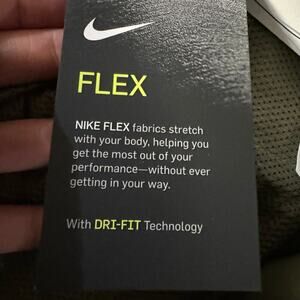 FLEX
NIKE FLEX fabrics stretch
with your body, helping you
get the most out of your
performance—without ever
getting in your way.
With DRI-FIT Technology